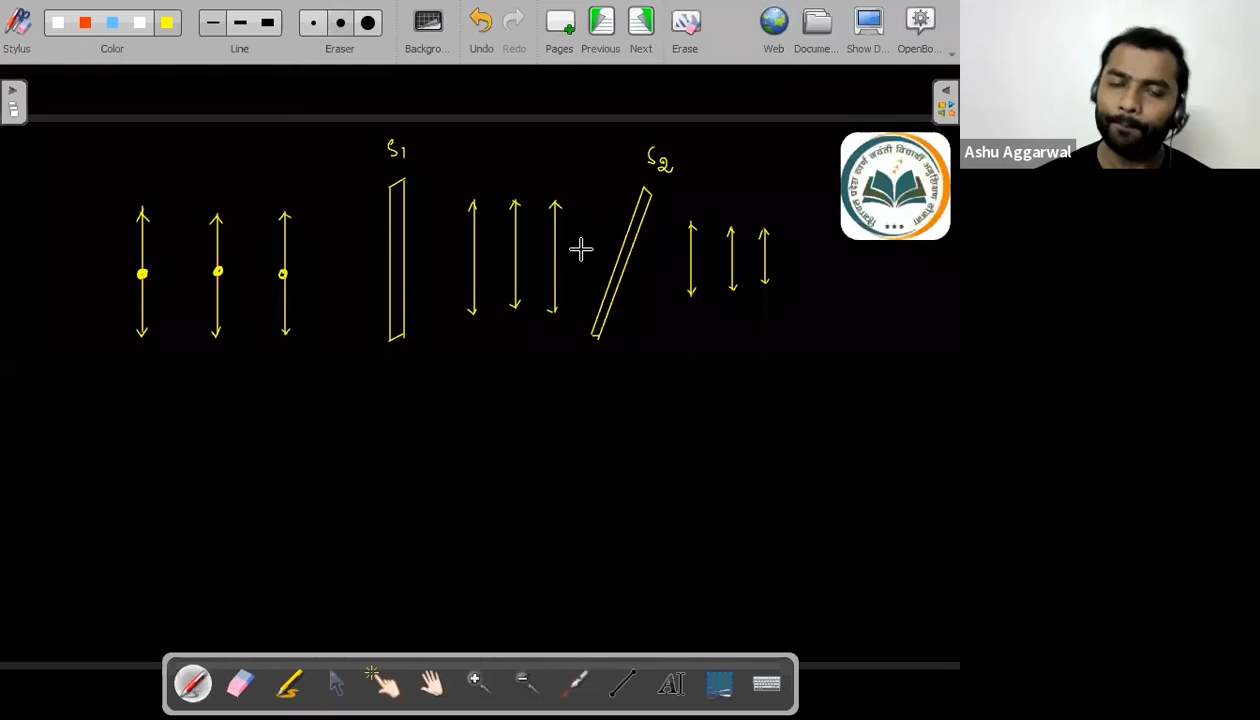 Stylus
Color
Line
Eraser
Backgro...
Undo
Redo
Pages
Previous
Next
Erase
Web
Docume...
Show D...
OpenBo...
Ashu Aggarwal
S1
S2
AI